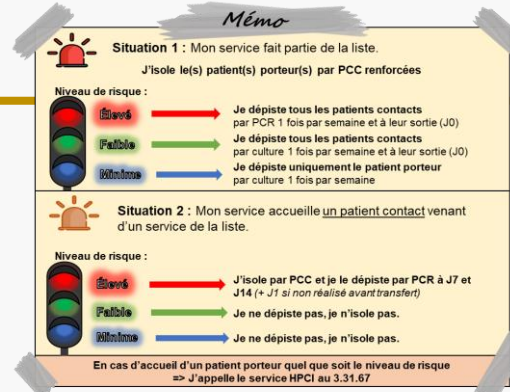 Mémo
Situation 1 : Mon service fait partie de la liste.
J'isole le(s) patient(s) porteur(s) par PCC renforcées
Niveau de risque :
Élevé
Je dépiste tous les patients contacts
par PCR 1 fois par semaine et à leur sortie (J0)
Faible
Je dépiste tous les patients contacts
par culture 1 fois par semaine et à leur sortie (J0)
Minime
Je dépiste uniquement le patient porteur
par culture 1 fois par semaine
Situation 2 : Mon service accueille un patient contact venant
d'un service de la liste.
Niveau de risque :
Élevé
J'isole par PCC et je le dépiste par PCR à J7 et
J14 (+ J1 si non réalisé avant transfert)
Faible
Je ne dépiste pas, je n'isole pas.
Minime
Je ne dépiste pas, je n'isole pas.
En cas d'accueil d'un patient porteur quel que soit le niveau de risque
=> J'appelle le service HPCI au 3.31.67